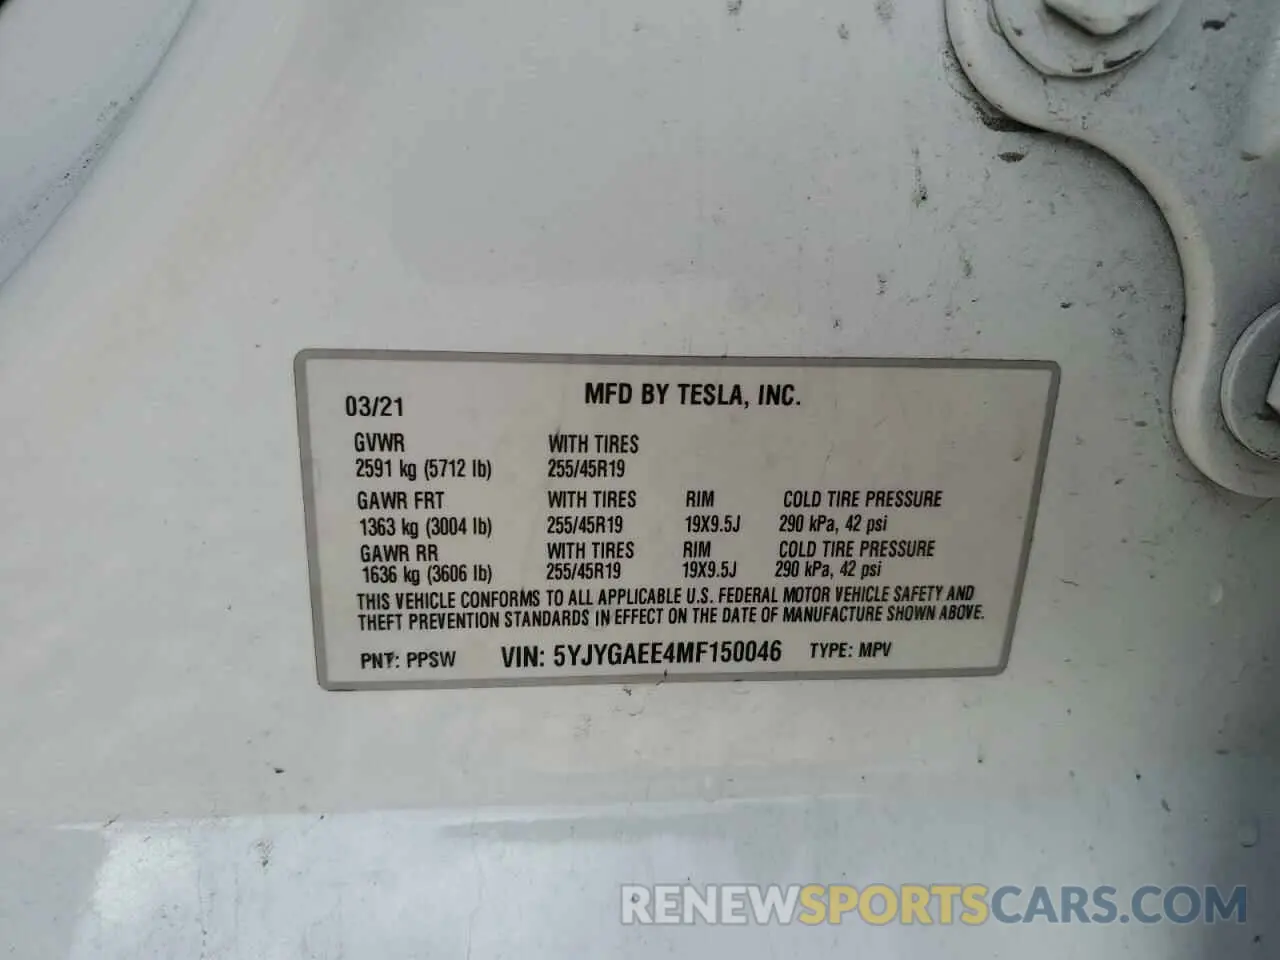 MFD BY TESLA, INC.
03/21
GVWR WITH TIRES
2591 kg (5712 lb) 255/45R19
GAWR FRT WITH TIRES RIM COLD TIRE PRESSURE
1363 kg (3004 lb) 255/45R19 19X9.5J 290 kPa, 42 psi
GAWR RR WITH TIRES RIM COLD TIRE PRESSURE
1636 kg (3606 lb) 255/45R19 19X9.5J 290 kPa, 42 psi
THIS VEHICLE CONFORMS TO ALL APPLICABLE U.S. FEDERAL MOTOR VEHICLE SAFETY AND
THEFT PREVENTION STANDARDS IN EFFECT ON THE DATE OF MANUFACTURE SHOWN ABOVE.
PNT: PPSW VIN: 5YJYGAEE4MF150046 TYPE: MPV
RENEWSPORTSCARS.COM